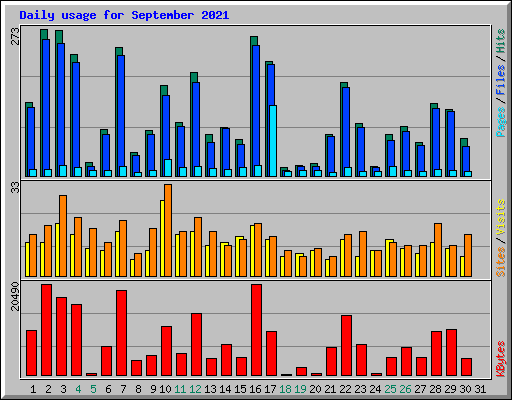 Daily usage for September 2021
273
Pages / Files / Hits
33
Sites / Visits
20490
KBytes
1 2 3 4 5 6 7 8 9 10 11 12 13 14 15 16 17 18 19 20 21 22 23 24 25 26 27 28 29 30 31